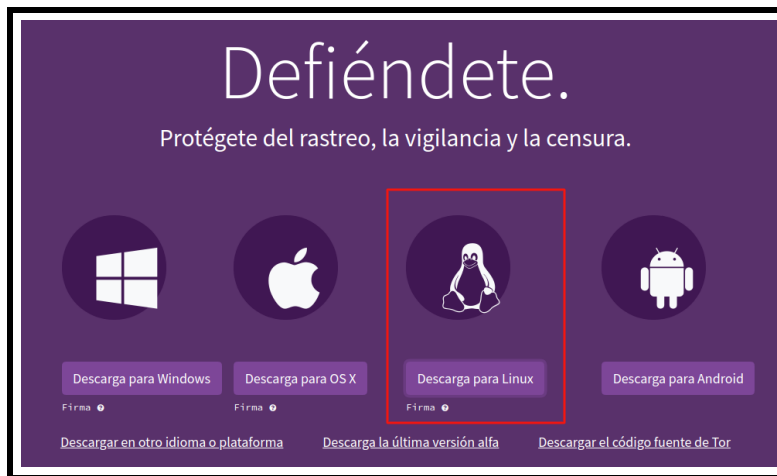 Defiéndete.
Protégete del rastreo, la vigilancia y la censura.
Descarga para Windows
Descarga para OS X
Descarga para Linux
Descarga para Android
Firma
Firma
Firma
Descargar en otro idioma o plataforma
Descarga la última versión alfa
Descargar el código fuente de Tor